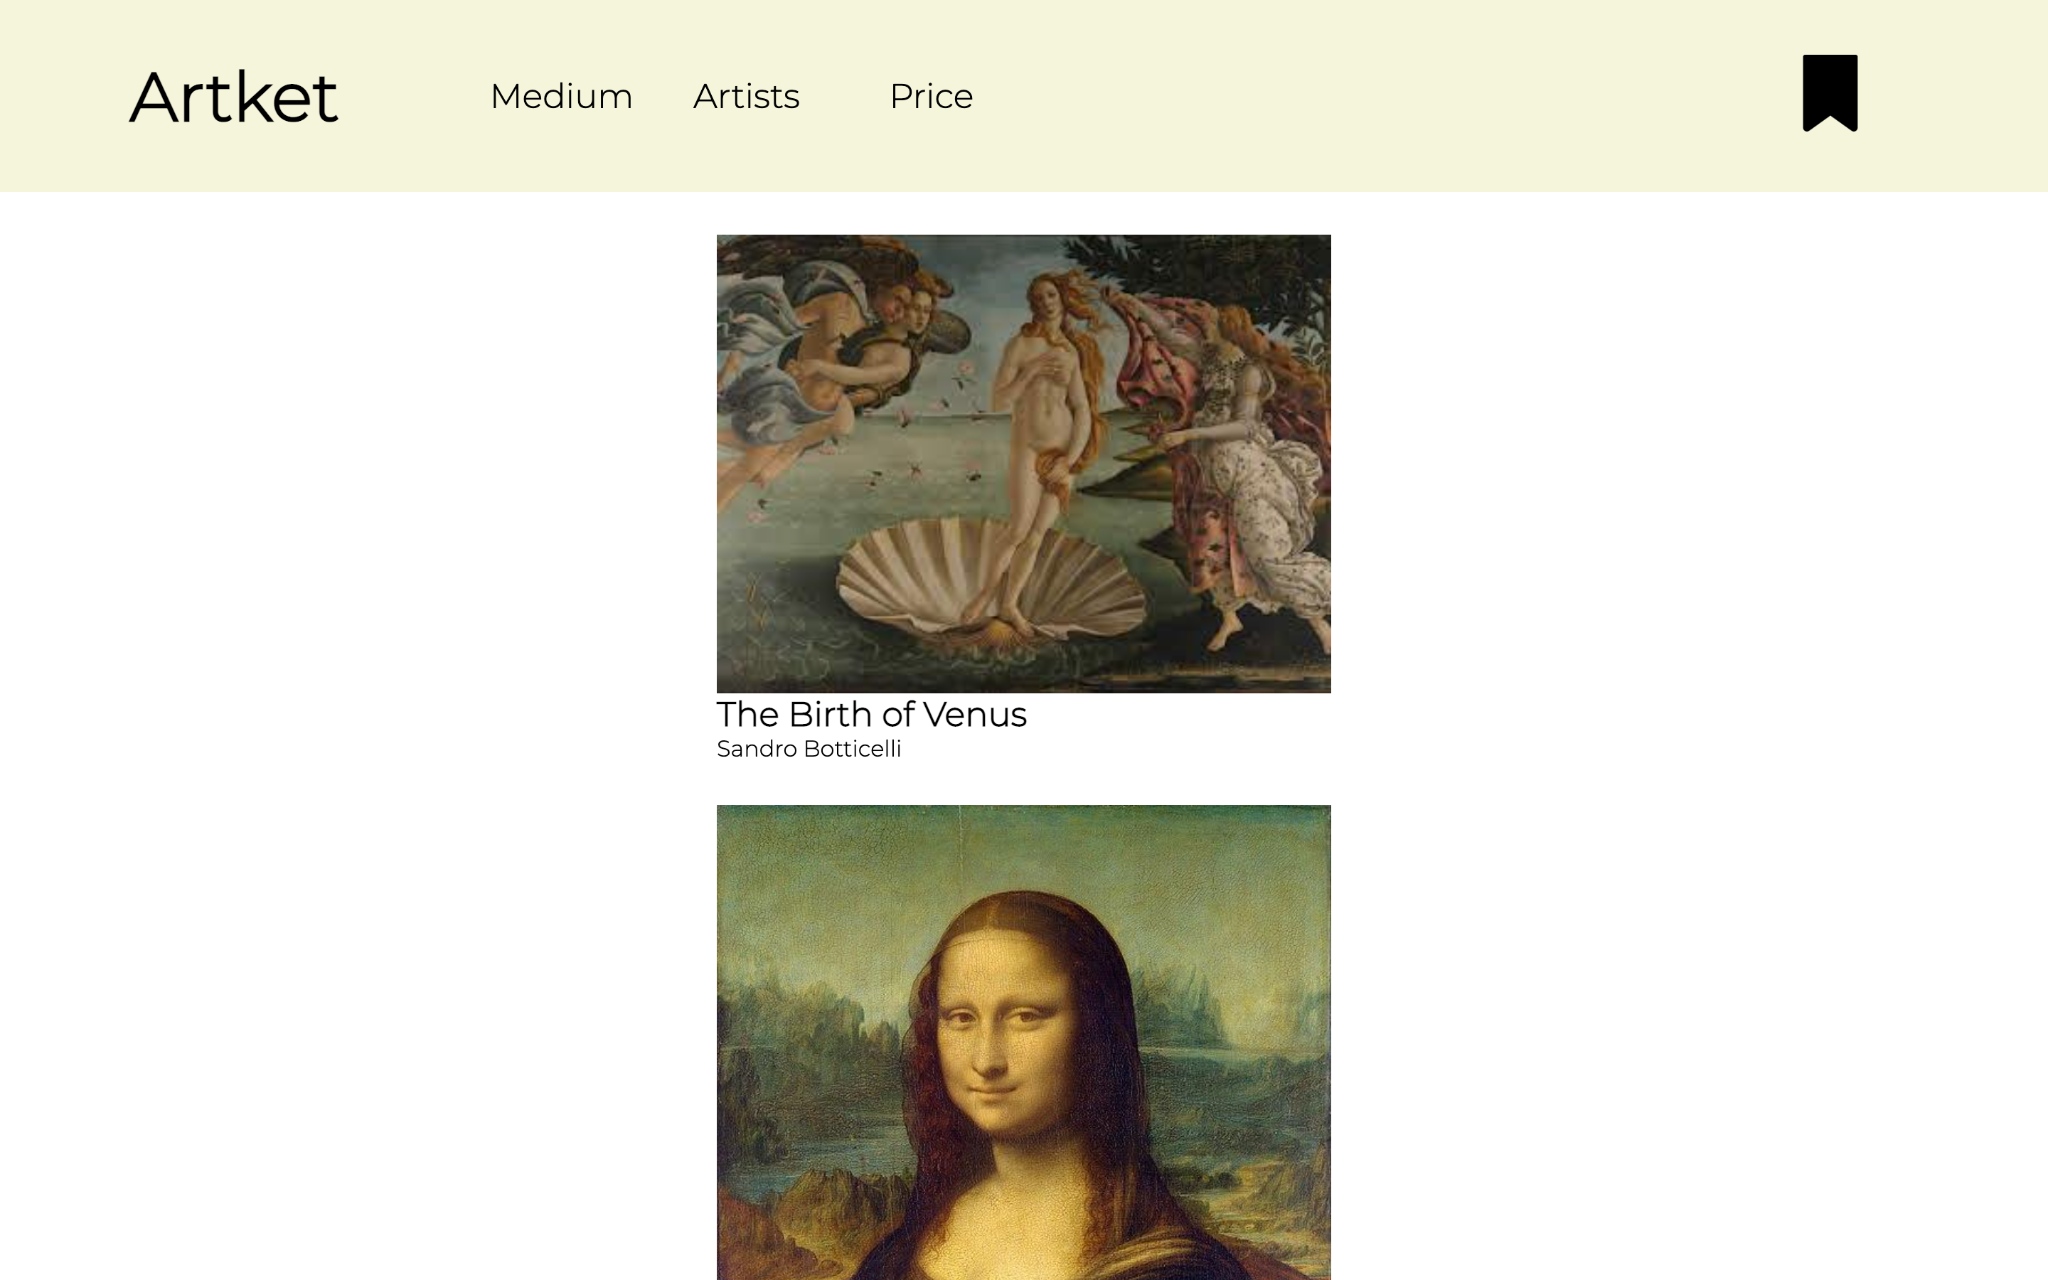 Artket
Medium
Artists
Price
The Birth of Venus
Sandro Botticelli